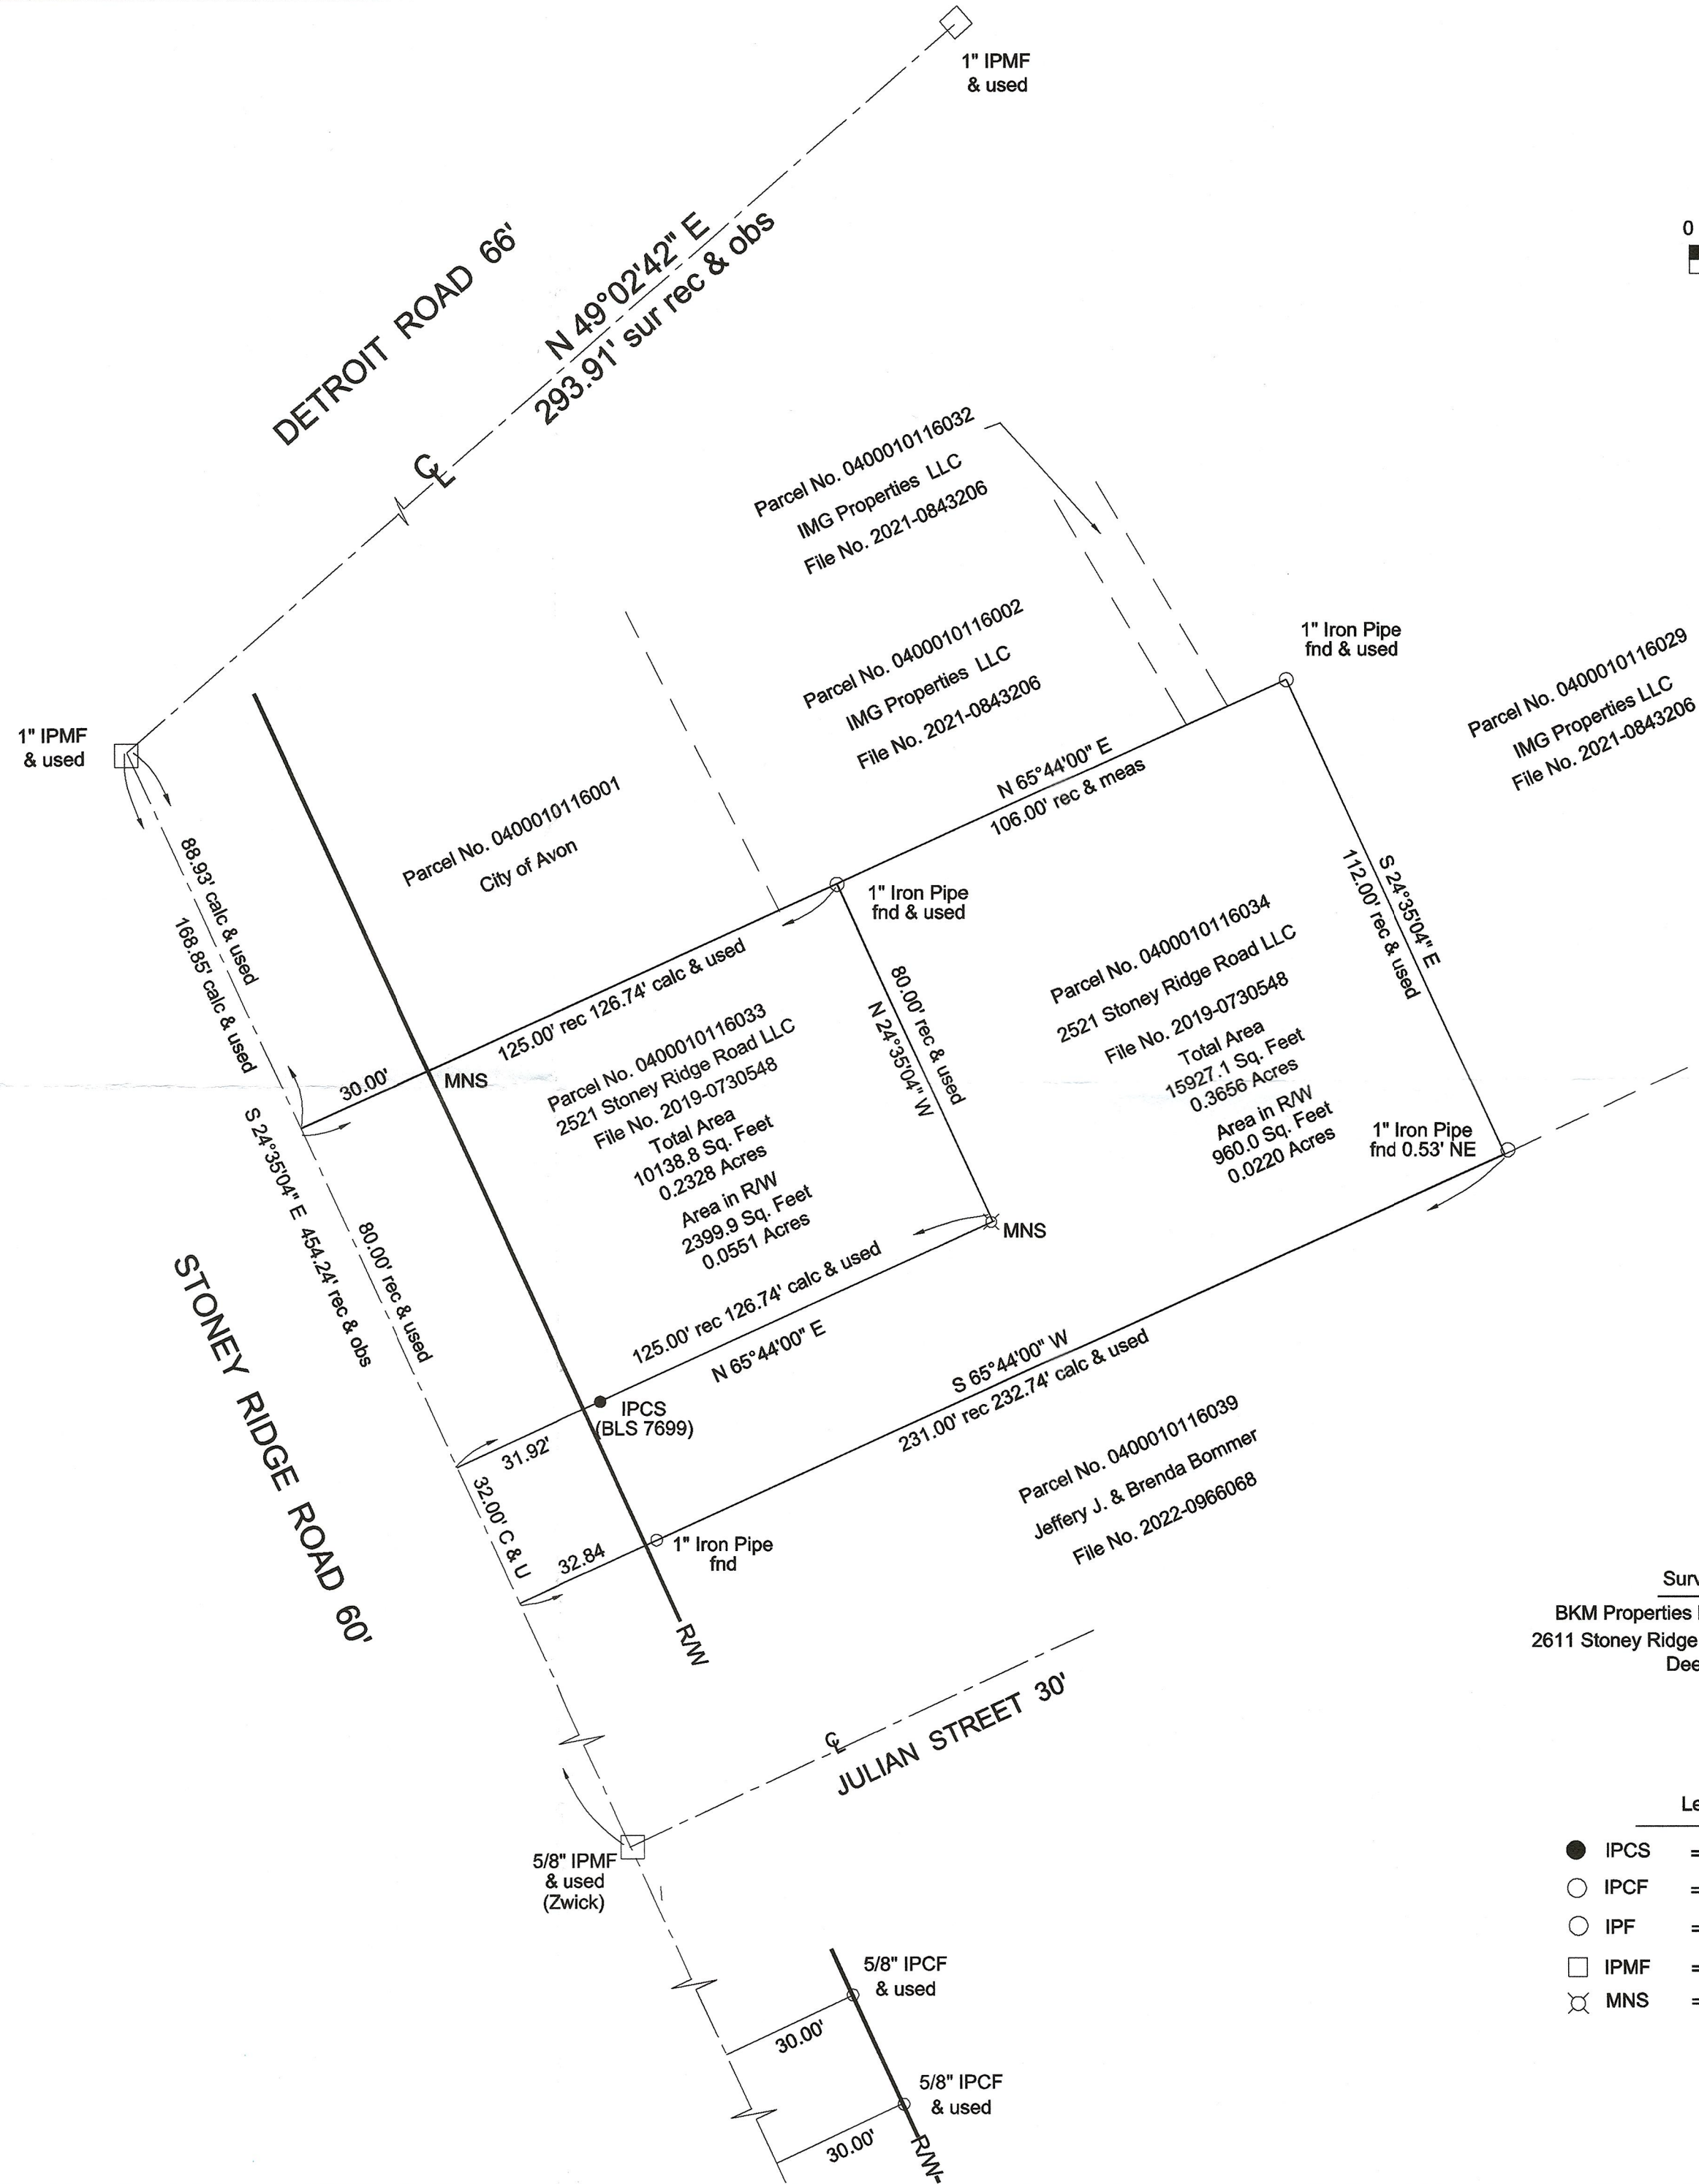 1" IPMF
& used
DETROIT ROAD 66'
N 49°02'42" E
293.91' sur rec & obs
CL
0
Parcel No. 0400010116032
IMG Properties LLC
File No. 2021-0843206
Parcel No. 0400010116002
IMG Properties LLC
File No. 2021-0843206
1" Iron Pipe
fnd & used
Parcel No. 0400010116029
IMG Properties LLC
File No. 2021-0843206
1" IPMF
& used
N 65°44'00" E
106.00' rec & meas
Parcel No. 0400010116001
City of Avon
88.93' calc & used
168.85' calc & used
1" Iron Pipe
fnd & used
S 24°35'04" E
112.00' rec & used
125.00' rec 126.74' calc & used
30.00'
MNS
Parcel No. 0400010116033
2521 Stoney Ridge Road LLC
File No. 2019-0730548
Total Area
10138.8 Sq. Feet
0.2328 Acres
Area in R/W
2399.9 Sq. Feet
0.0551 Acres
80.00' rec & used
N 24°35'04" W
Parcel No. 0400010116034
2521 Stoney Ridge Road LLC
File No. 2019-0730548
Total Area
15927.1 Sq. Feet
0.3656 Acres
Area in R/W
960.0 Sq. Feet
0.0220 Acres
1" Iron Pipe
fnd 0.53' NE
S 24°35'04" E 454.24' rec & obs
80.00' rec & used
MNS
STONEY RIDGE ROAD 60'
125.00' rec 126.74' calc & used
N 65°44'00" E
S 65°44'00" W
231.00' rec 232.74' calc & used
IPCS
(BLS 7699)
31.92'
32.00' C & U
32.84
1" Iron Pipe
fnd
Parcel No. 0400010116039
Jeffery J. & Brenda Bommer
File No. 2022-0966068
R/W
Surv
BKM Properties
2611 Stoney Ridge
Dee
CL
JULIAN STREET 30'
5/8" IPMF
& used
(Zwick)
Le
IPCS =
IPCF =
IPF =
IPMF =
MNS =
5/8" IPCF
& used
30.00'
5/8" IPCF
& used
30.00'
R/W